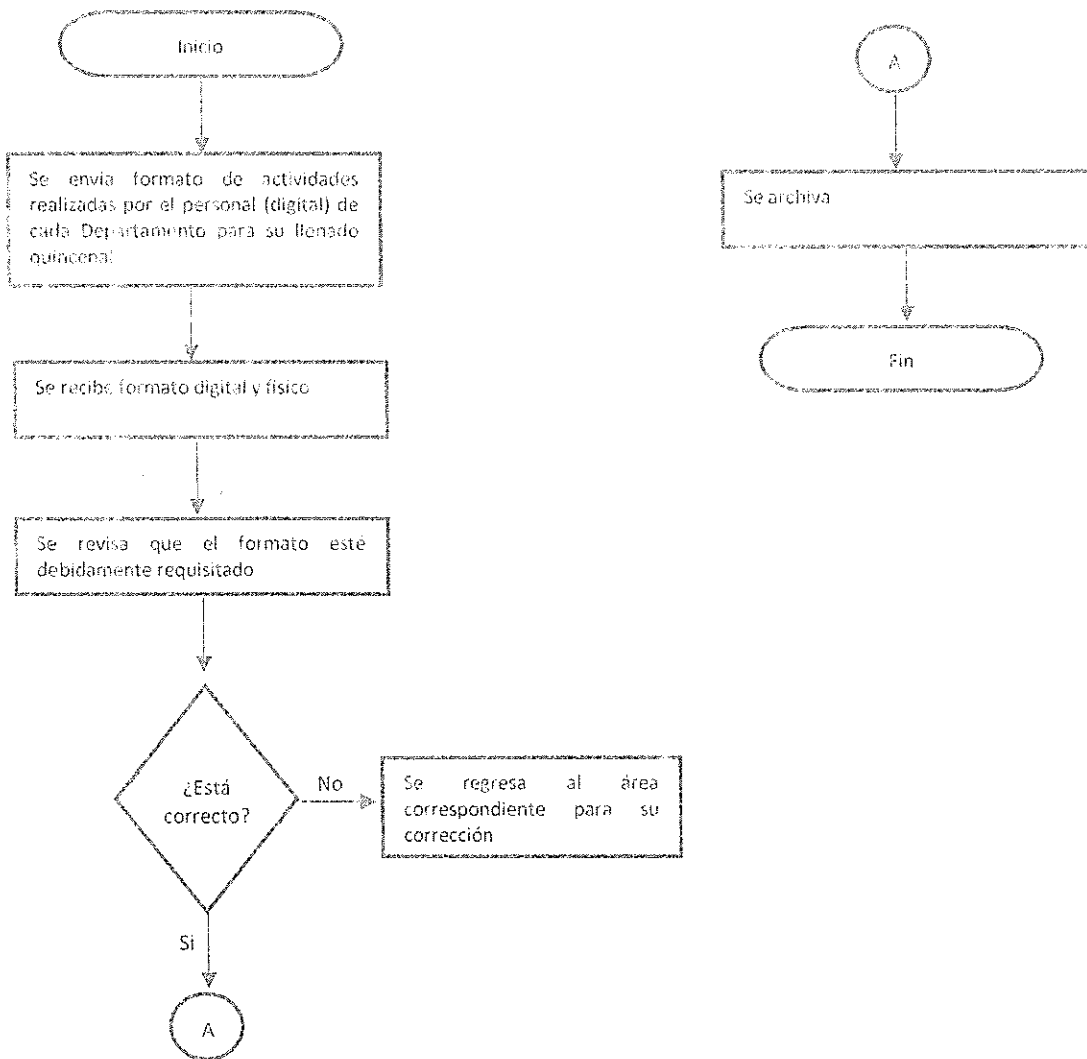 Inicio
Se envía formato de actividades
realizadas por el personal (digital) de
cada Departamento para su llenado
quincenal
Se recibe formato digital y físico
Se revisa que el formato esté
debidamente requisitado
¿Está
correcto?
No
Se regresa al área
correspondiente para su
corrección
Si
A
A
Se archiva
Fin